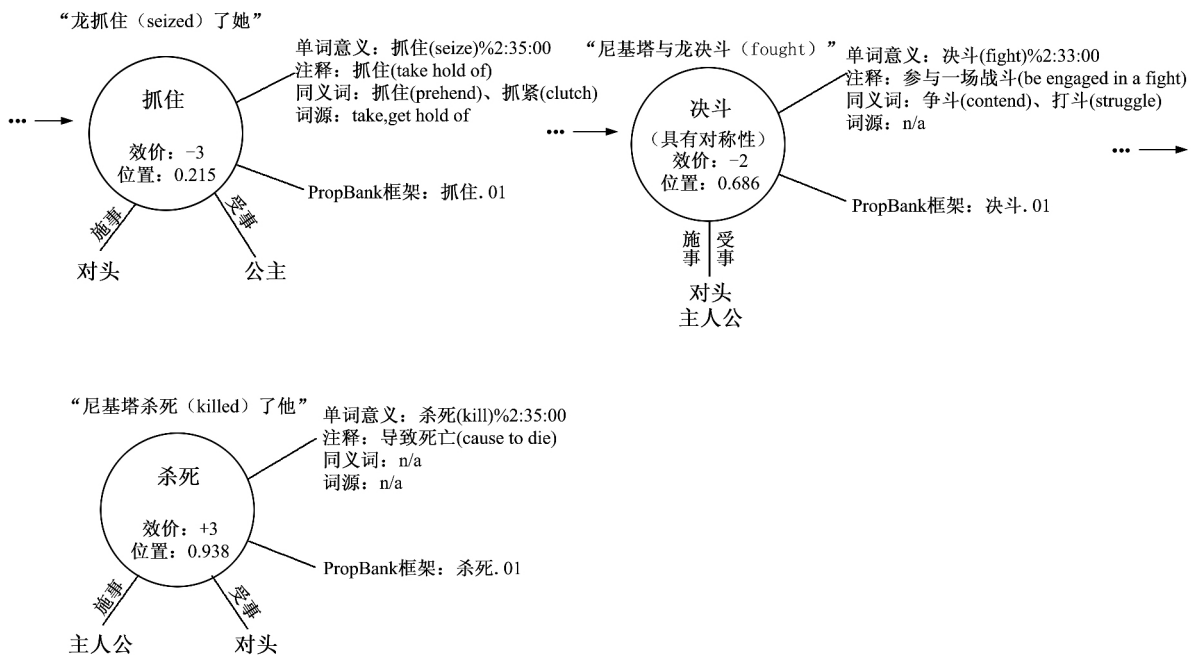 “龙抓住（seized）了她”
单词意义：抓住(seize)%2:35:00
注释：抓住(take hold of)
同义词：抓住(prehend)、抓紧(clutch)
词源：take,get hold of
抓住
效价：−3
位置：0.215
PropBank框架：抓住.01
施事
受事
对头
公主
···
“尼基塔与龙决斗（fought）”
单词意义：决斗(fight)%2:33:00
注释：参与一场战斗(be engaged in a fight)
同义词：争斗(contend)、打斗(struggle)
词源：n/a
决斗
（具有对称性）
效价：−2
位置：0.686
PropBank框架：决斗.01
施事
受事
对头
主人公
···
···
“尼基塔杀死（killed）了他”
单词意义：杀死(kill)%2:35:00
注释：导致死亡(cause to die)
同义词：n/a
词源：n/a
杀死
效价：+3
位置：0.938
PropBank框架：杀死.01
施事
受事
主人公
对头